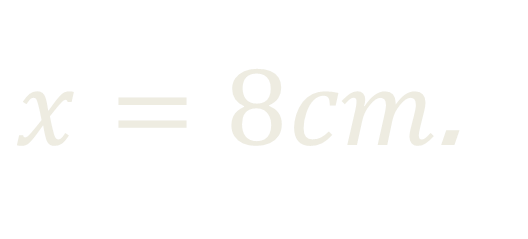 x = 8cm.